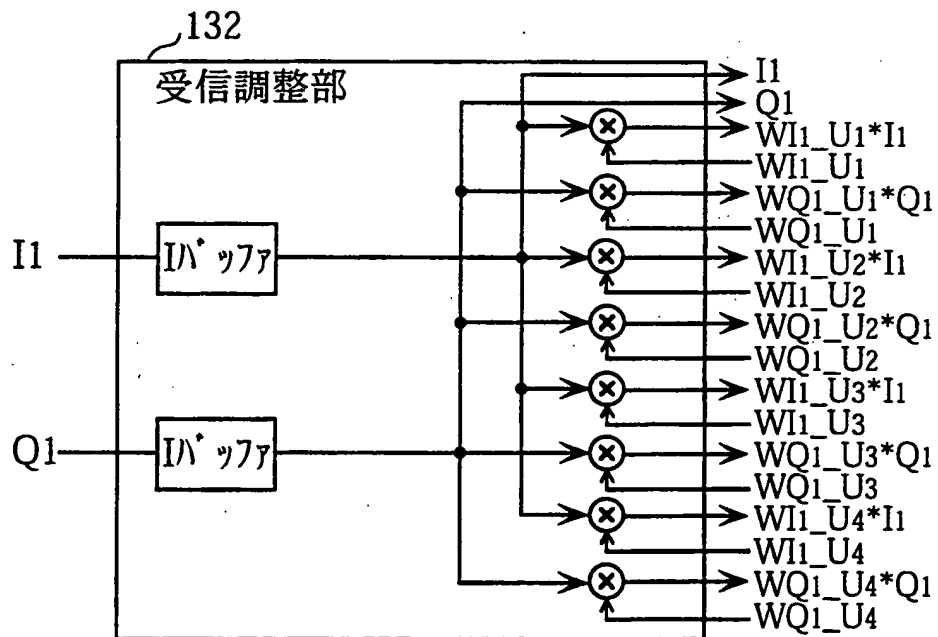 132
受信調整部
I1
Q1
WI1_U1*I1
WI1_U1
WQ1_U1*Q1
WQ1_U1
WI1_U2*I1
WI1_U2
WQ1_U2*Q1
WQ1_U2
WI1_U3*I1
WI1_U3
WQ1_U3*Q1
WQ1_U3
WI1_U4*I1
WI1_U4
WQ1_U4*Q1
WQ1_U4
I1
Iバッファ
Q1
Iバッファ